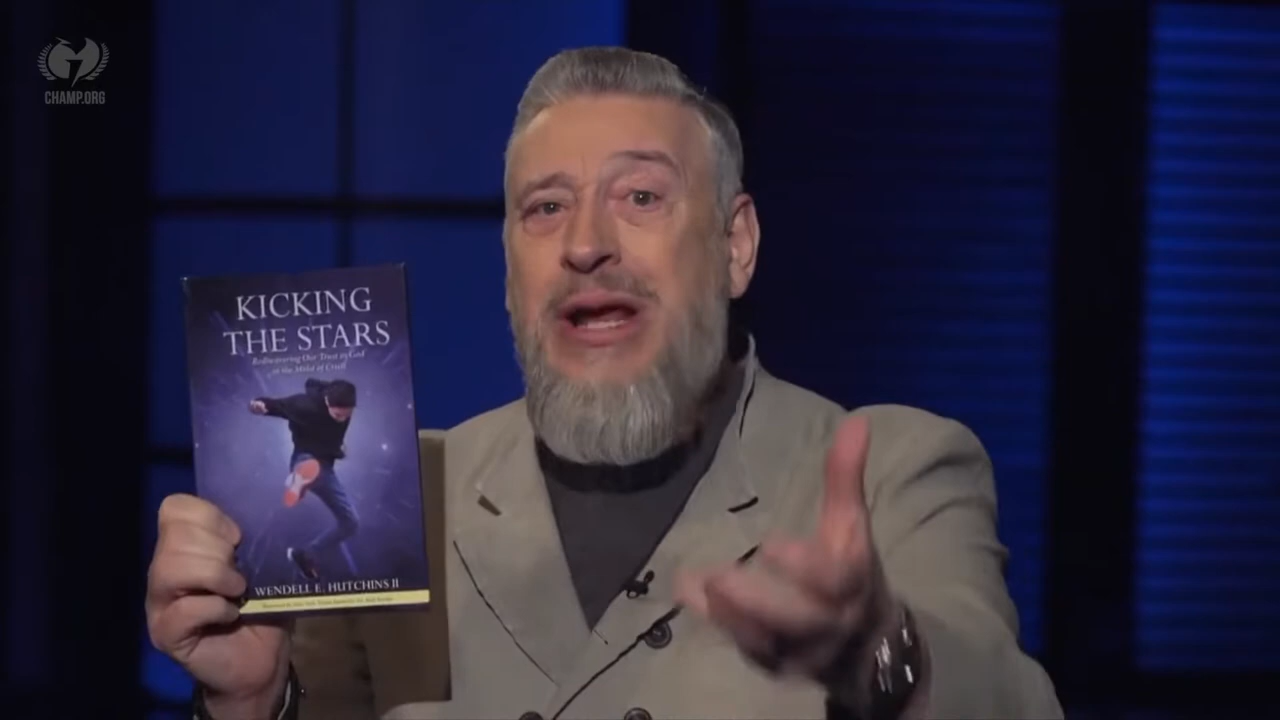 CHAMP.ORG
KICKING
THE STARS
Rediscovering Our Trust in God
in the Midst of Crisis
WENDELL E. HUTCHINS II